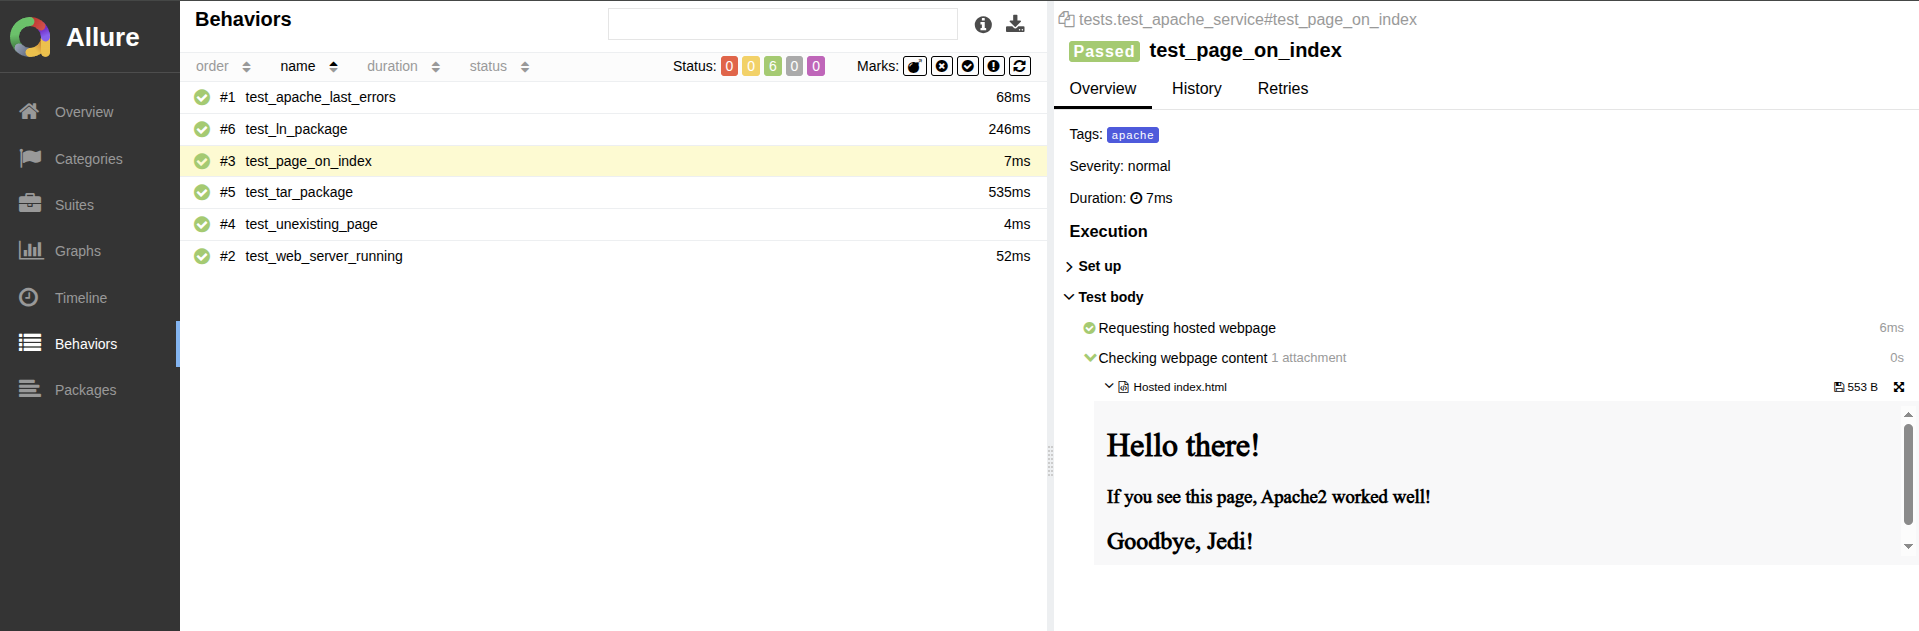 Allure
Overview
Categories
Suites
Graphs
Timeline
Behaviors
Packages
Behaviors
order name duration status Status: 0 0 6 0 0 Marks:
#1 test_apache_last_errors 68ms
#6 test_ln_package 246ms
#3 test_page_on_index 7ms
#5 test_tar_package 535ms
#4 test_unexisting_page 4ms
#2 test_web_server_running 52ms
tests.test_apache_service#test_page_on_index
Passed test_page_on_index
Overview History Retries
Tags: apache
Severity: normal
Duration: 7ms
Execution
Set up
Test body
Requesting hosted webpage 6ms
Checking webpage content 1 attachment 0s
Hosted index.html 553 B
Hello there!
If you see this page, Apache2 worked well!
Goodbye, Jedi!